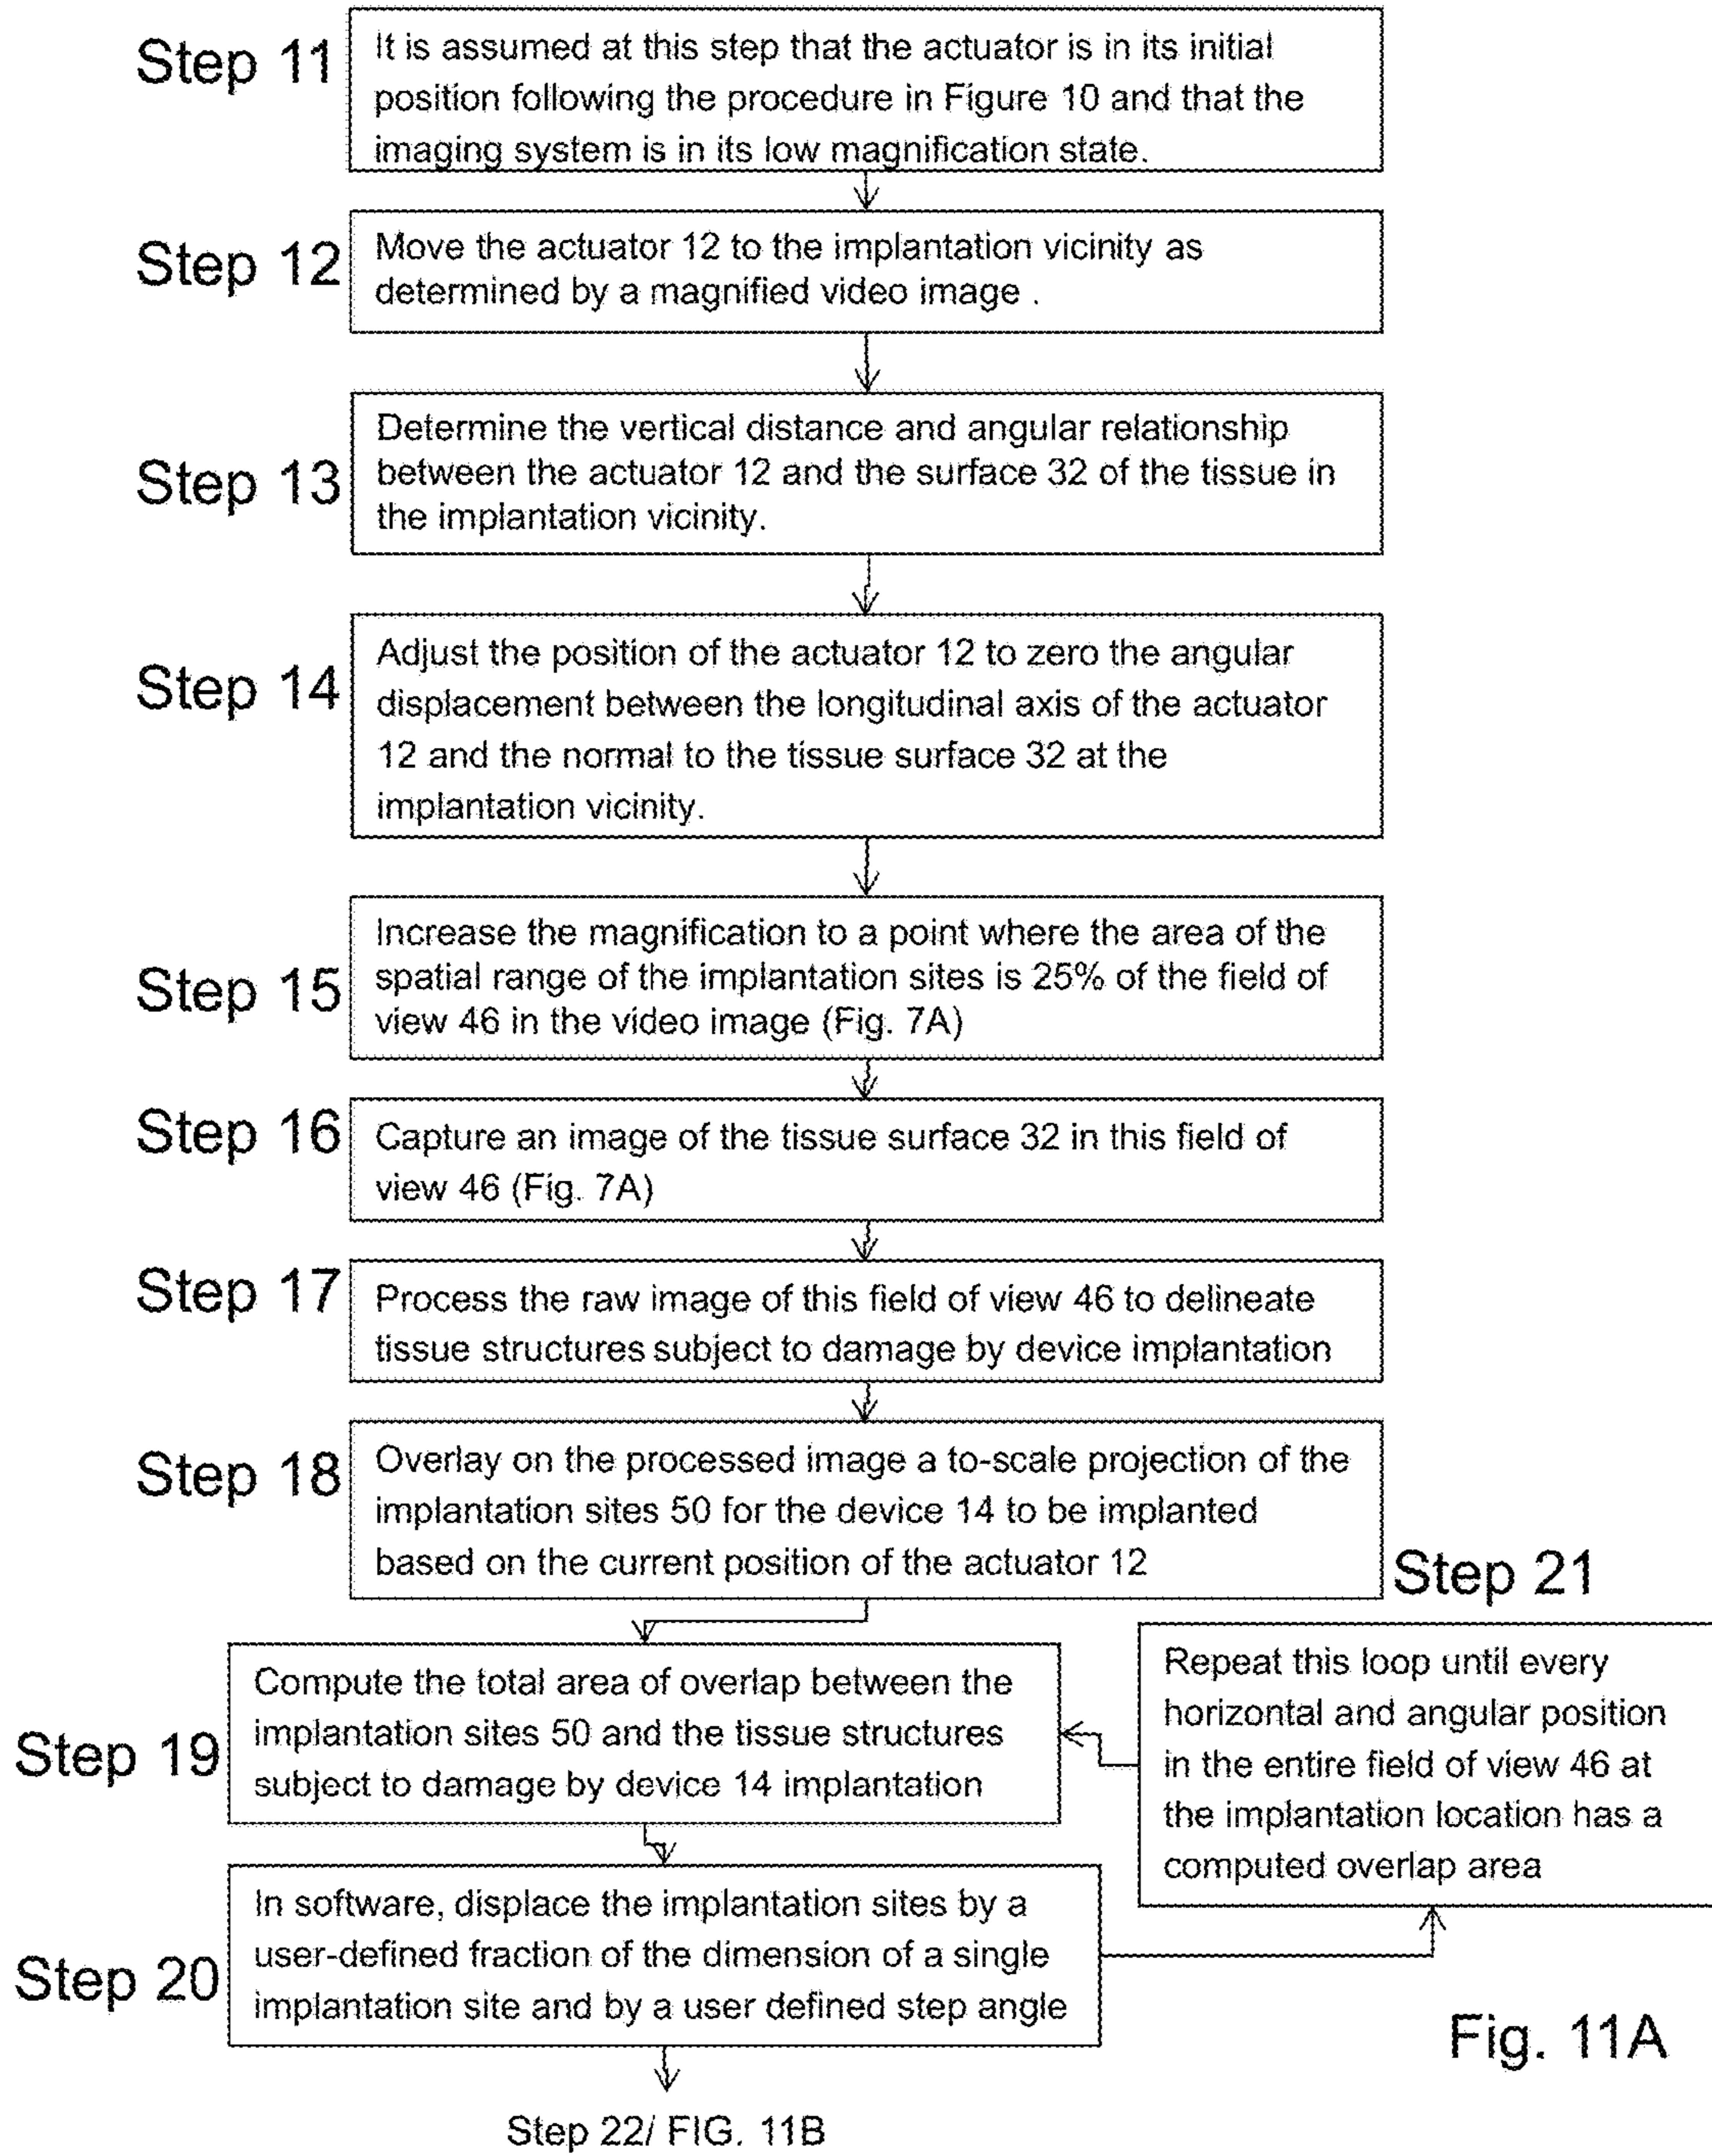 Step 11
It is assumed at this step that the actuator is in its initial
position following the procedure in Figure 10 and that the
imaging system is in its low magnification state.
Step 12
Move the actuator 12 to the implantation vicinity as
determined by a magnified video image .
Step 13
Determine the vertical distance and angular relationship
between the actuator 12 and the surface 32 of the tissue in
the implantation vicinity.
Step 14
Adjust the position of the actuator 12 to zero the angular
displacement between the longitudinal axis of the actuator
12 and the normal to the tissue surface 32 at the
implantation vicinity.
Step 15
Increase the magnification to a point where the area of the
spatial range of the implantation sites is 25% of the field of
view 46 in the video image (Fig. 7A)
Step 16
Capture an image of the tissue surface 32 in this field of
view 46 (Fig. 7A)
Step 17
Process the raw image of this field of view 46 to delineate
tissue structures subject to damage by device implantation
Step 18
Overlay on the processed image a to-scale projection of the
implantation sites 50 for the device 14 to be implanted
based on the current position of the actuator 12
Step 19
Compute the total area of overlap between the
implantation sites 50 and the tissue structures
subject to damage by device 14 implantation
Step 20
In software, displace the implantation sites by a
user-defined fraction of the dimension of a single
implantation site and by a user defined step angle
Step 21
Repeat this loop until every
horizontal and angular position
in the entire field of view 46 at
the implantation location has a
computed overlap area
Step 22/ FIG. 11B
Fig. 11A